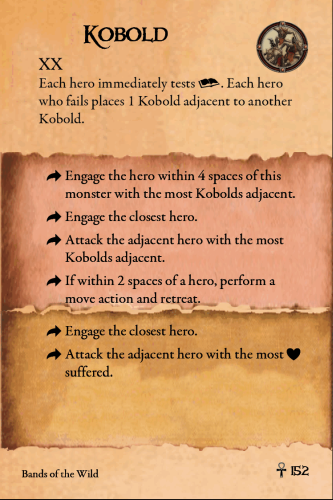 Kobold
XX
Each hero immediately tests . Each hero
who fails places 1 Kobold adjacent to another
Kobold.
Engage the hero within 4 spaces of this
monster with the most Kobolds adjacent.
Engage the closest hero.
Attack the adjacent hero with the most
Kobolds adjacent.
If within 2 spaces of a hero, perform a
move action and retreat.
Engage the closest hero.
Attack the adjacent hero with the most ♥
suffered.
Bands of the Wild
☥ 152